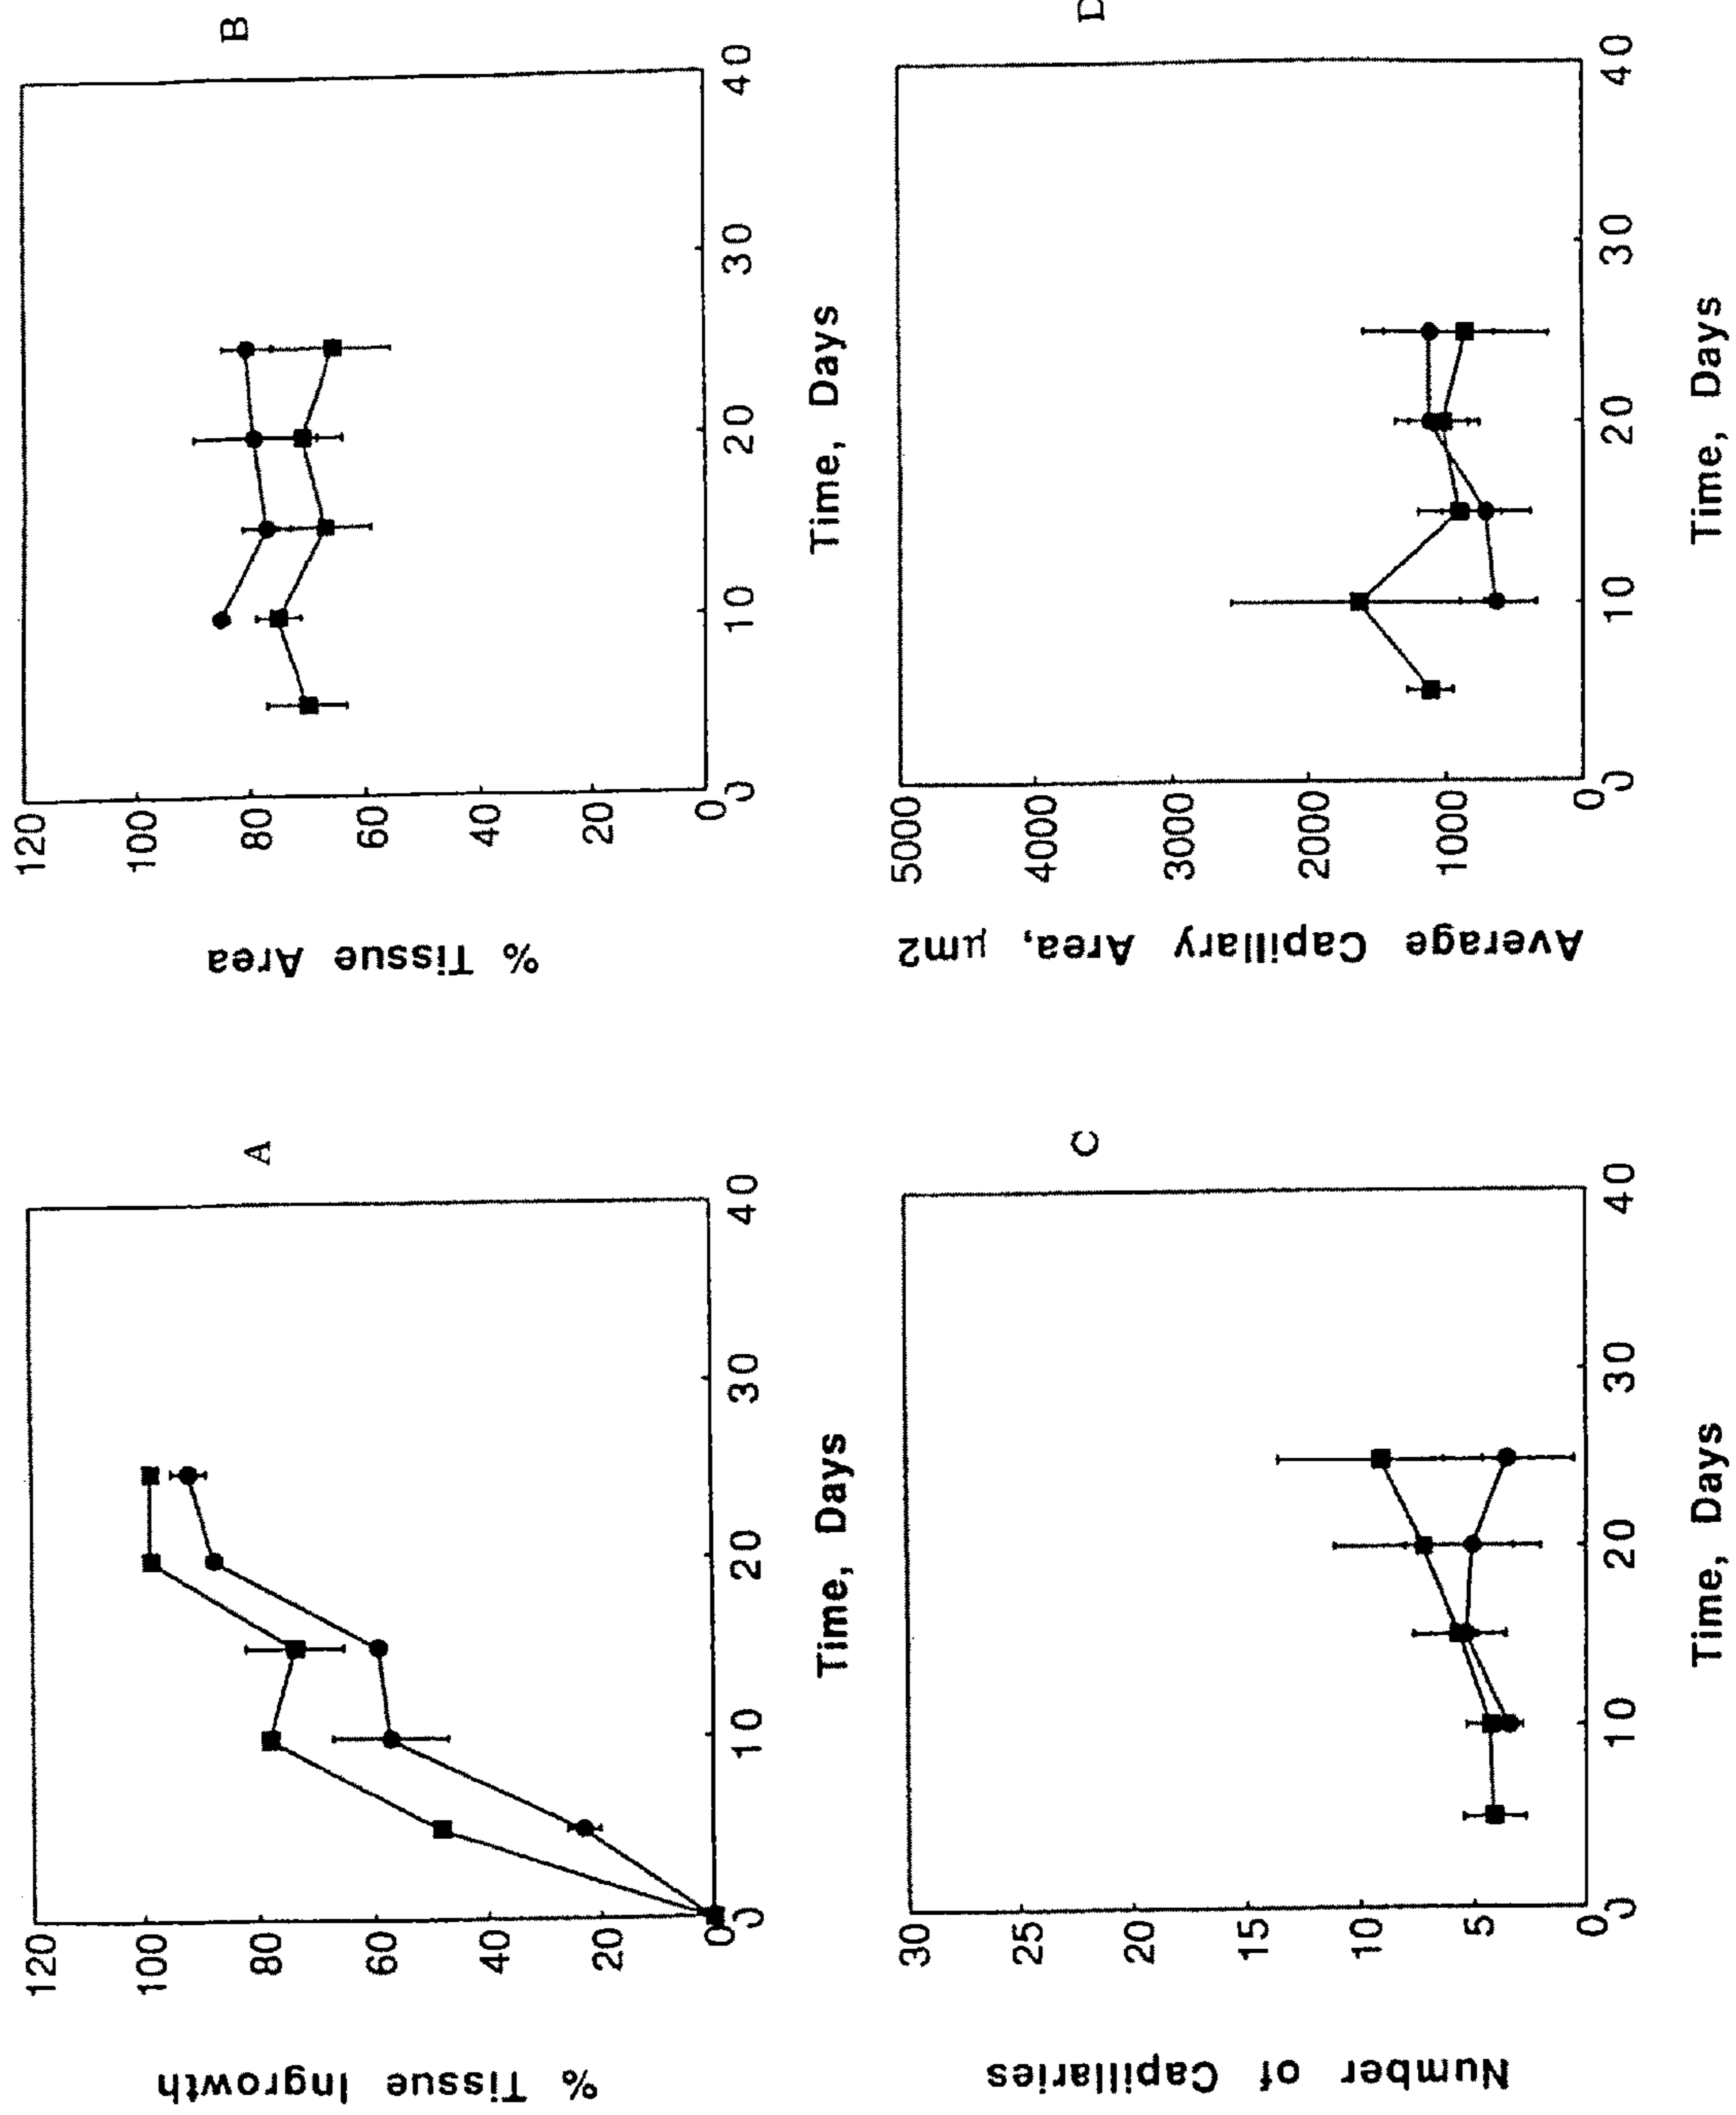 A
120
100
80
60
40
20
0
0 10 20 30 40
% Tissue Ingrowth
Time, Days
B
120
100
80
60
40
20
0
0 10 20 30 40
% Tissue Area
Time, Days
C
30
25
20
15
10
5
0
0 10 20 30 40
Number of Capillaries
Time, Days
D
5000
4000
3000
2000
1000
0
0 10 20 30 40
Average Capillary Area, µm2
Time, Days